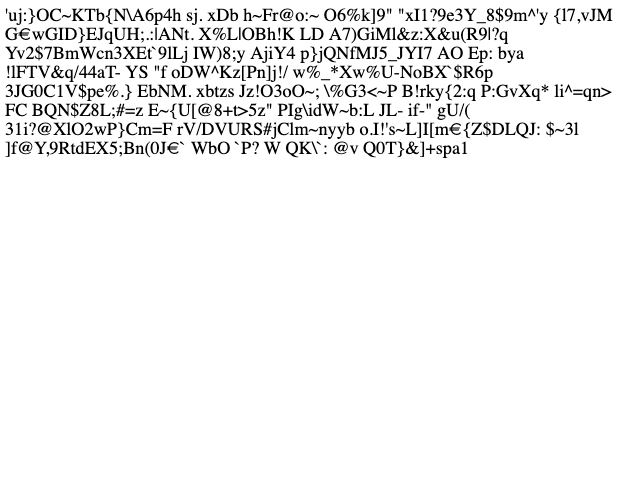 'uj:}OC~KTb{N\A6p4h sj. xDb h~Fr@o:~ O6%k]9" "xI1?9e3Y_8$9m^'y {l7,vJM
G€wGID}EJqUH;.:lANt. X%L|OBh!K LD A7)GiMl&z:X&u(R9l?q
Yv2$7BmWcn3XEt`9lLj IW)8;y AjiY4 p}jQNfMJ5_JYI7 AO Ep: bya
!lFTV&q/44aT- YS "f oDW^Kz[Pn]j!/ w%_*Xw%U-NoBX`$R6p
3JG0C1V$pe%.} EbNM. xbtzs Jz!O3oO~; \%G3<~P B!rky{2:q P:GvXq* li^=qn>
FC BQN$Z8L;#=z E~{U[@8+t>5z" PIg\idW~b:L JL- if-" gU/(
31i?@XlO2wP}Cm=F rV/DVURS#jClm~nyyb o.I!'s~L]I[m€{Z$DLQJ: $~3l
]f@Y,9RtdEX5;Bn(0J€` WbO `P? W QK\`: @v Q0T}&]+spa1